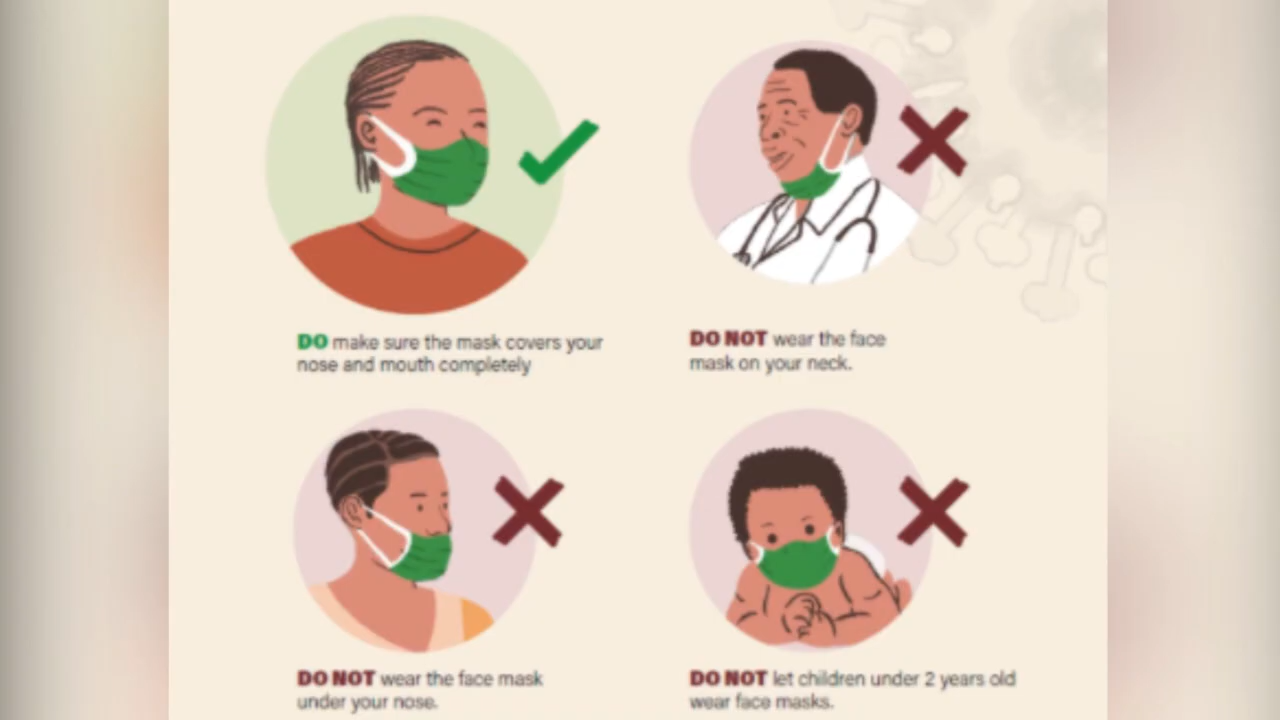 DO make sure the mask covers your
nose and mouth completely
DO NOT wear the face
mask on your neck.
DO NOT wear the face mask
under your nose.
DO NOT let children under 2 years old
wear face masks.